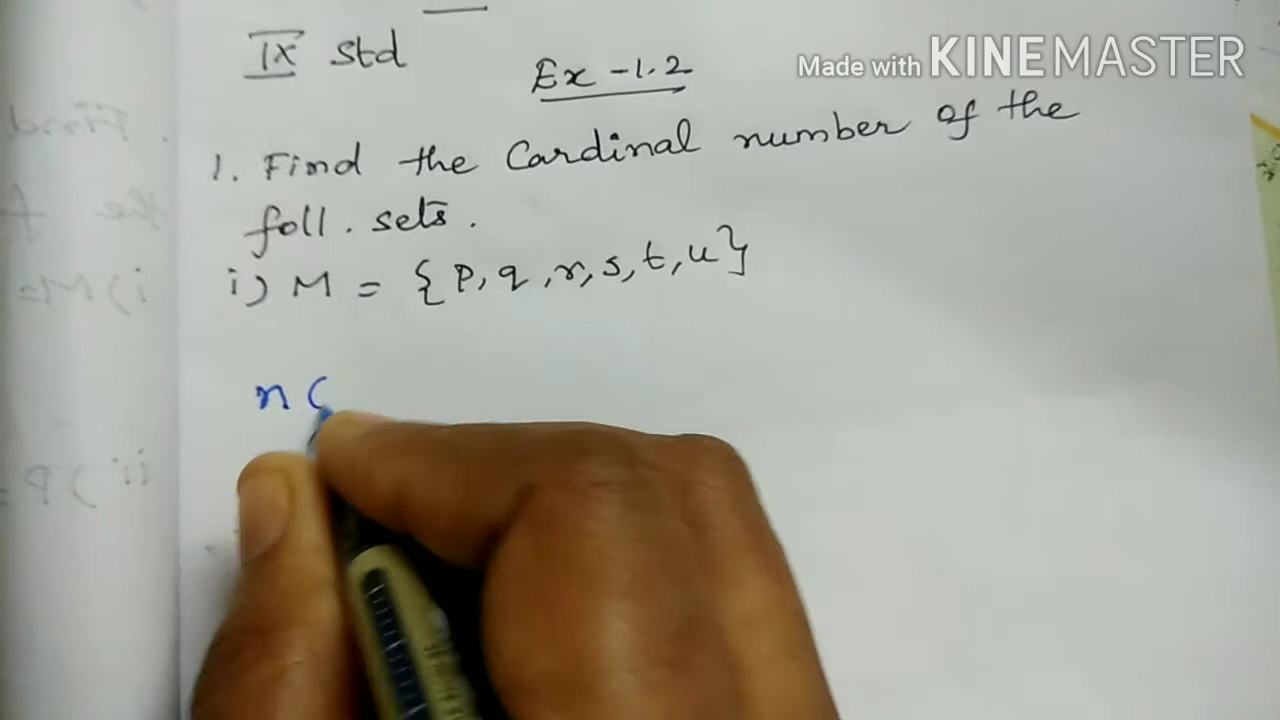 IX Std
Made with KINEMASTER
Ex - 1.2
1. Find the Cardinal number of the
foll. sets.
i) M = { P, q, r, s, t, u }
n (